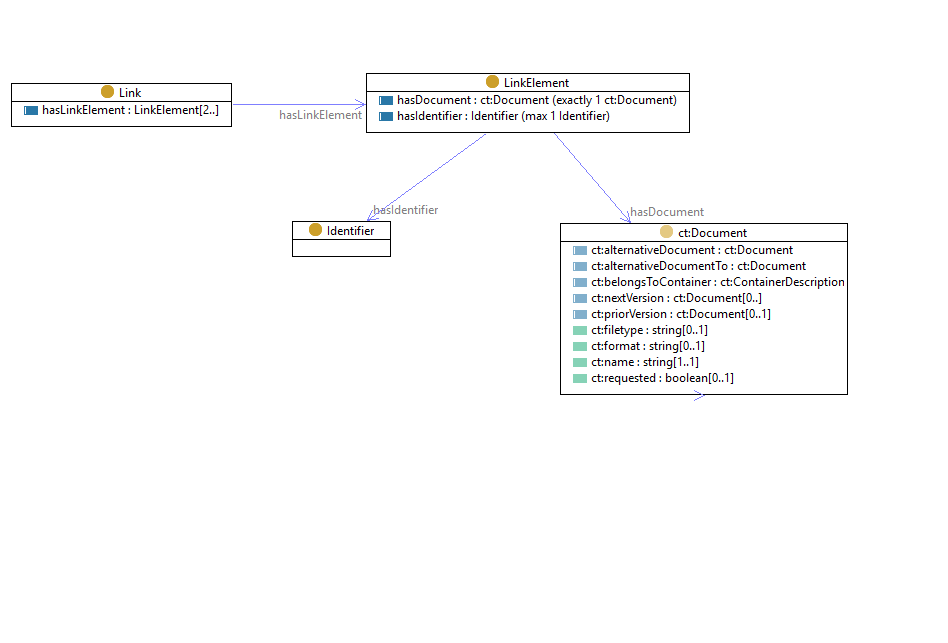 Link
hasLinkElement : LinkElement[2..]
hasLinkElement
LinkElement
hasDocument : ct:Document (exactly 1 ct:Document)
hasIdentifier : Identifier (max 1 Identifier)
hasIdentifier
hasDocument
Identifier
ct:Document
ct:alternativeDocument : ct:Document
ct:alternativeDocumentTo : ct:Document
ct:belongsToContainer : ct:ContainerDescription
ct:nextVersion : ct:Document[0..]
ct:priorVersion : ct:Document[0..1]
ct:filetype : string[0..1]
ct:format : string[0..1]
ct:name : string[1..1]
ct:requested : boolean[0..1]